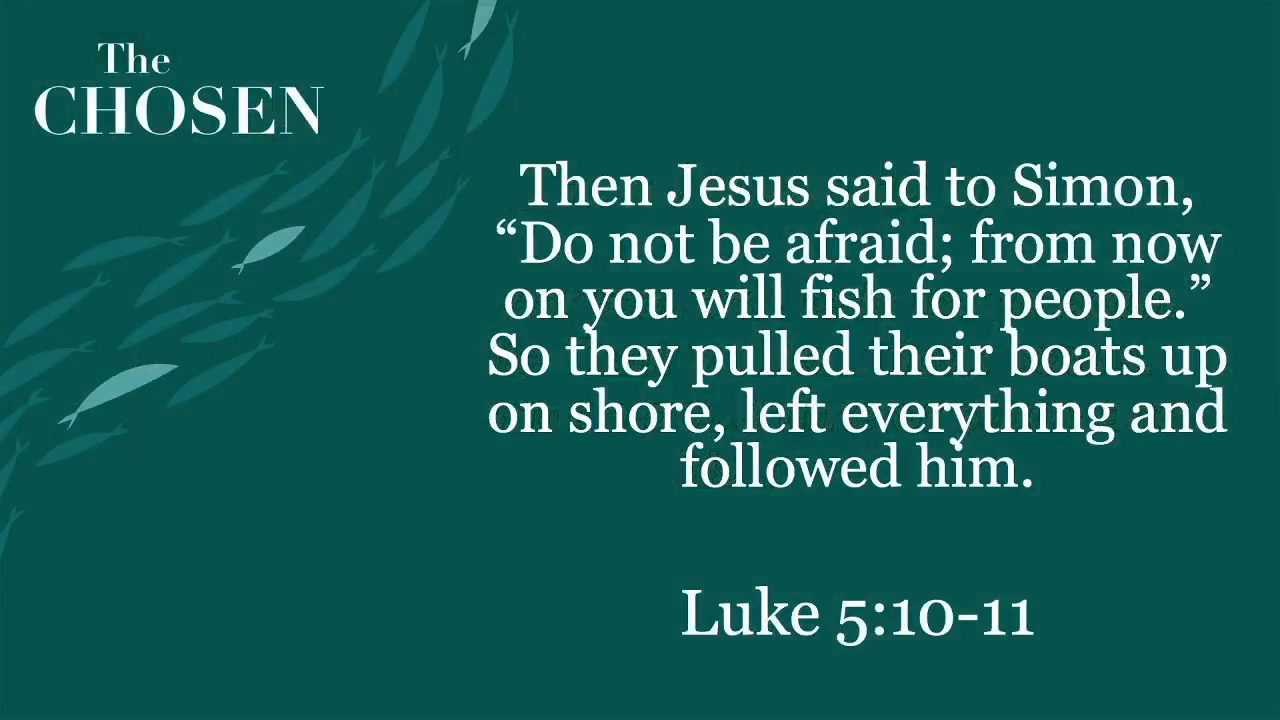 The
CHOSEN
Then Jesus said to Simon,
“Do not be afraid; from now
on you will fish for people.”
So they pulled their boats up
on shore, left everything and
followed him.
Luke 5:10-11